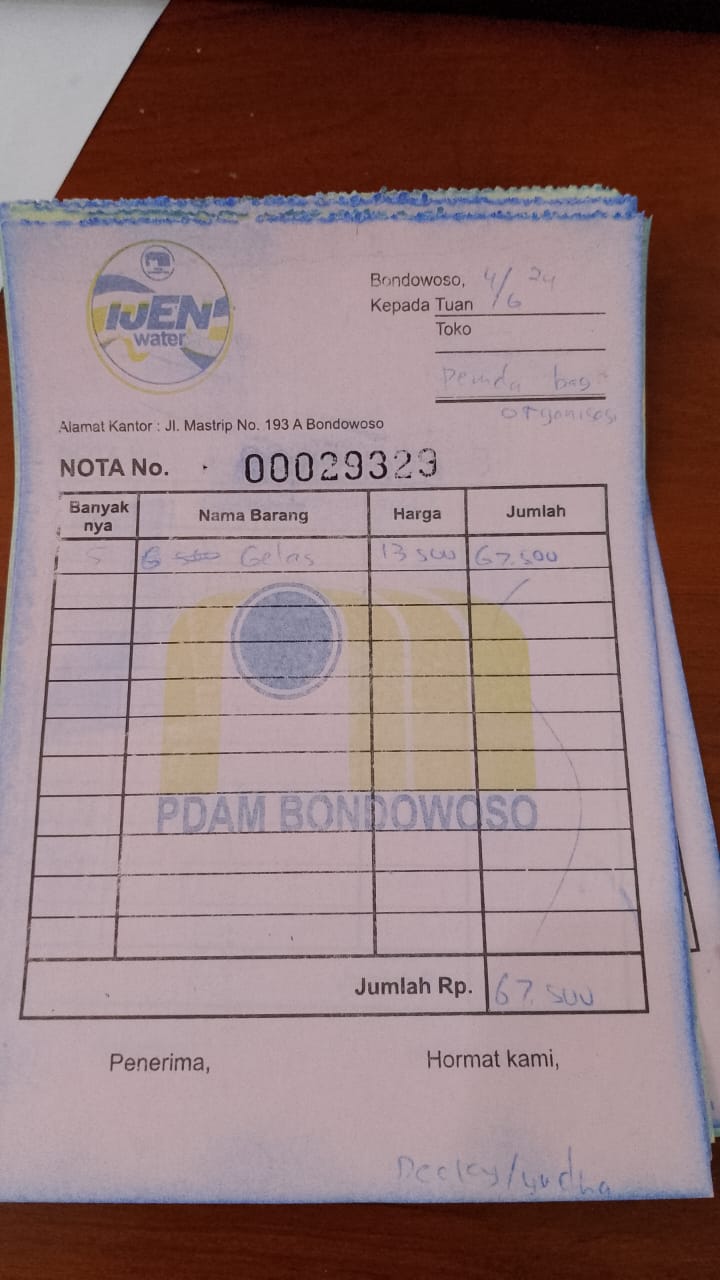 IJEN
water
Bondowoso, 4/6 24
Kepada Tuan
Toko
Pemda bag
organisasi
Alamat Kantor : Jl. Mastrip No. 193 A Bondowoso
NOTA No. 00029329
Banyak nya Nama Barang Harga Jumlah
5 Gelas 13 500 67.500
PDAM BONDOWOSO
Jumlah Rp. 67.500
Penerima, Hormat kami,
/yudha